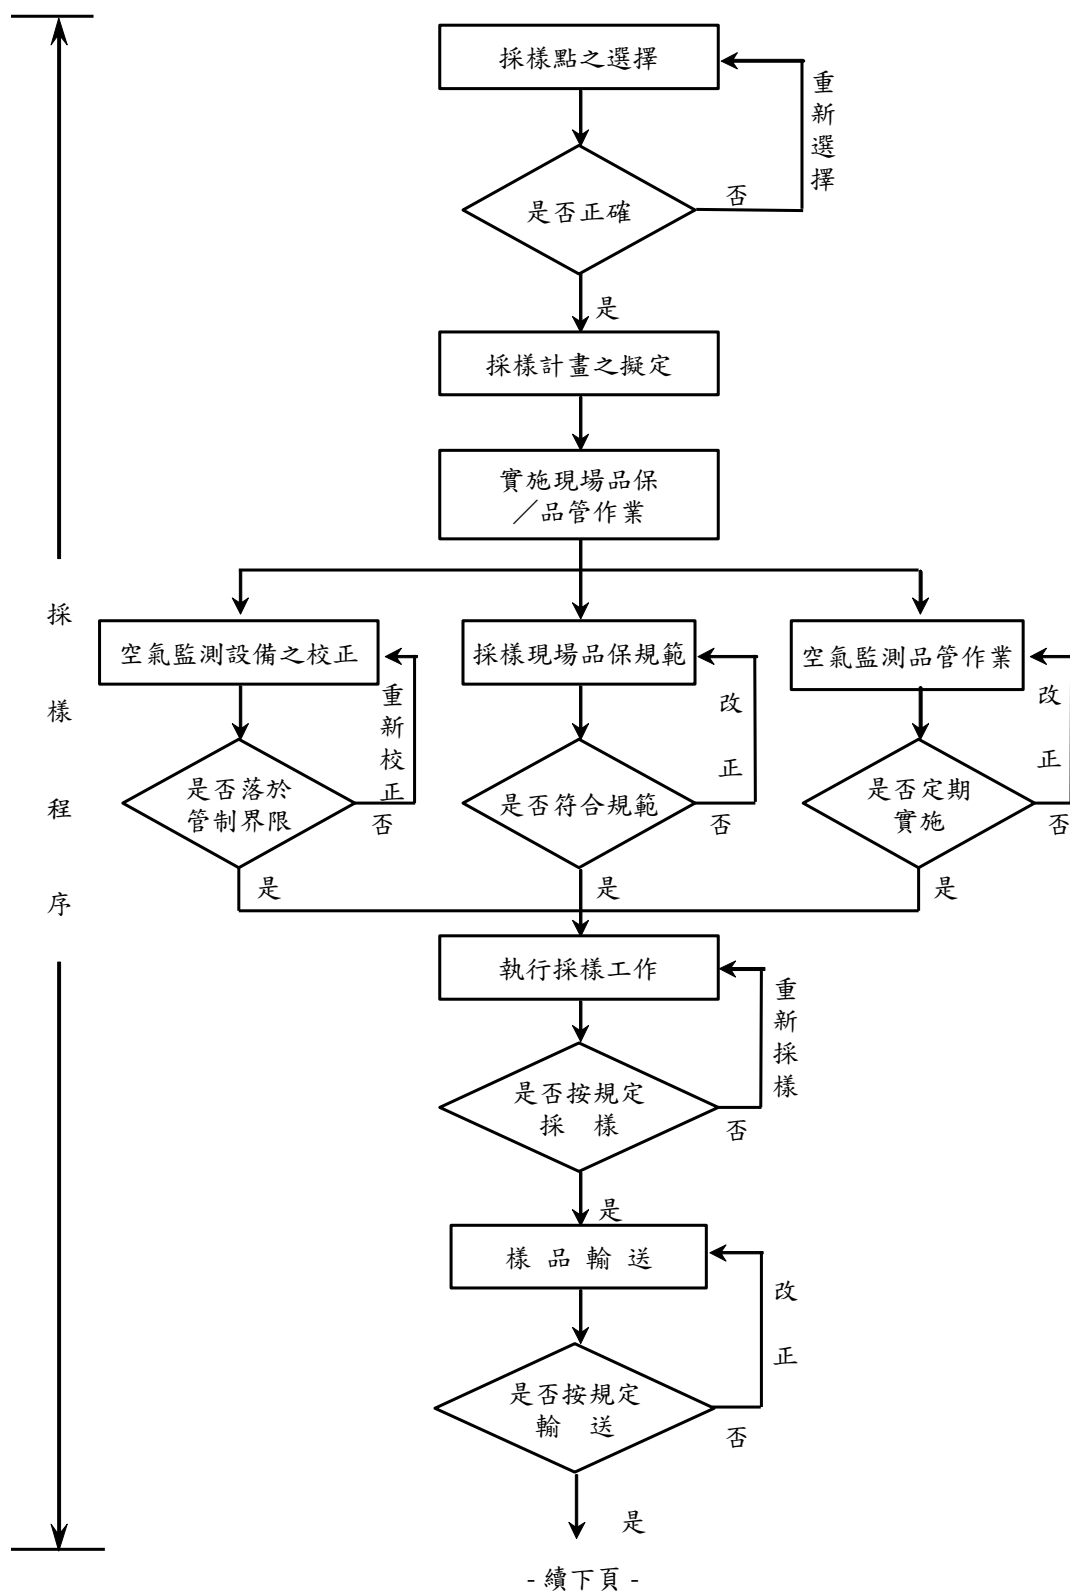 採樣點之選擇
重新選擇
是否正確
否
是
採樣計畫之擬定
實施現場品保
／品管作業
採樣程序
空氣監測設備之校正
採樣現場品保規範
空氣監測品管作業
重新校正
改正
改正
是否落於
管制界限
否
是否符合規範
否
是否定期
實施
否
是
是
是
執行採樣工作
重新採樣
是否按規定
採 樣
否
是
樣 品 輸 送
改正
是否按規定
輸 送
否
是
- 續下頁 -